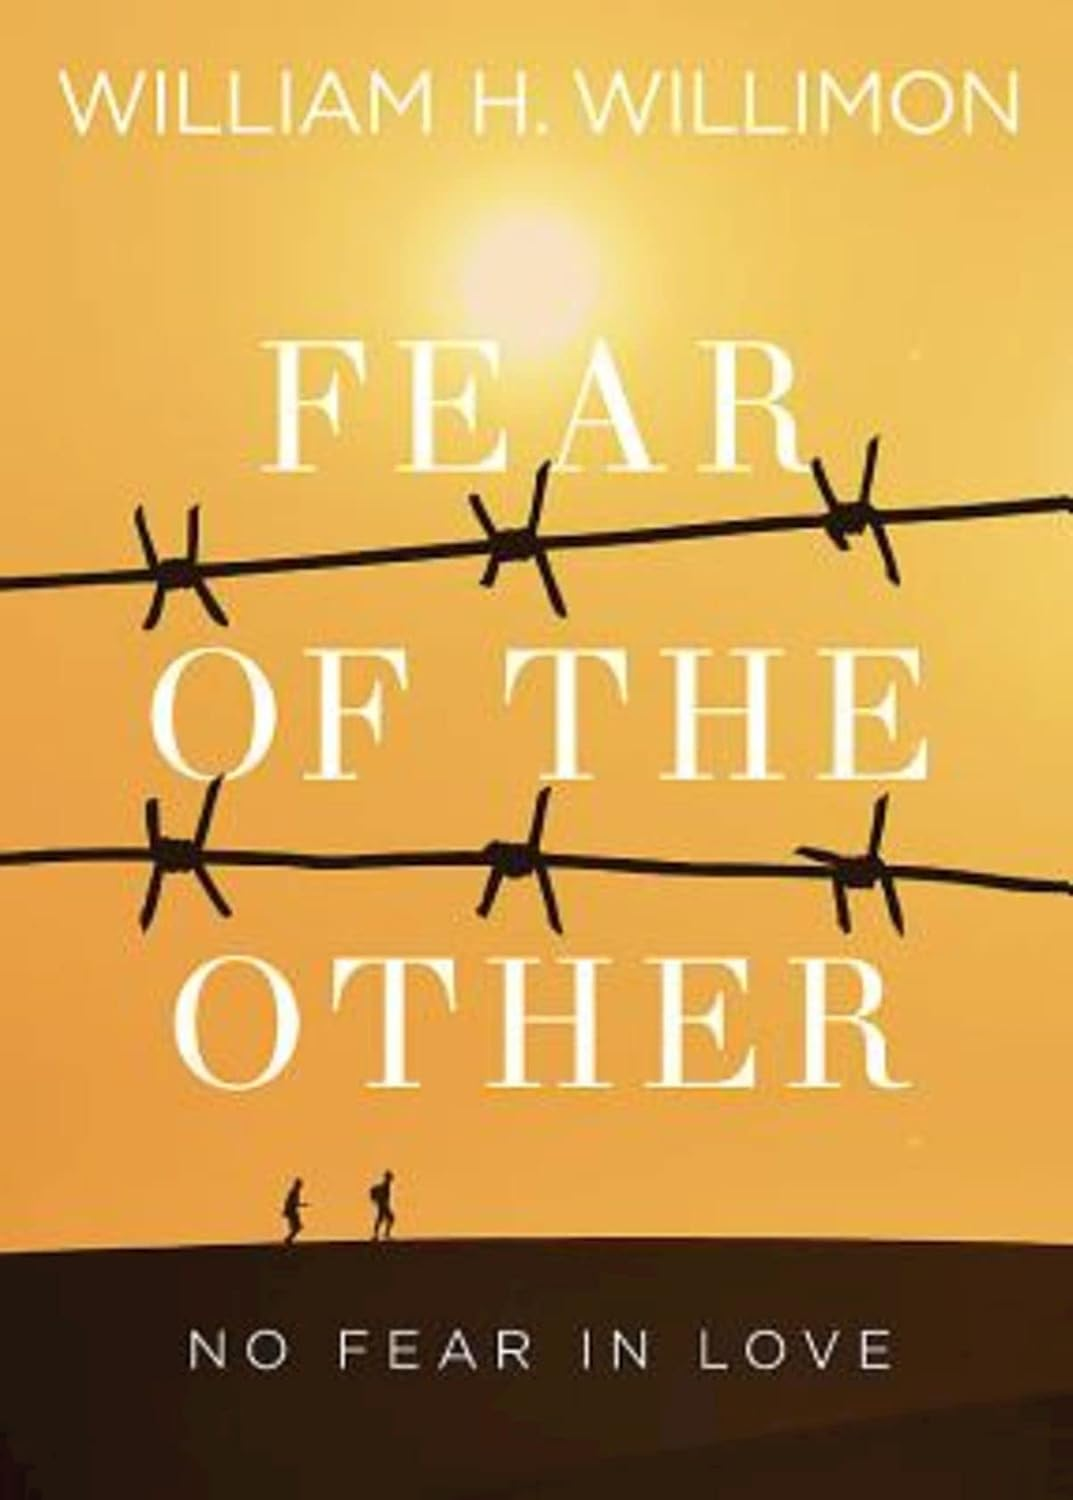 WILLIAM H. WILLIMON
FEAR
OF THE
OTHER
NO FEAR IN LOVE